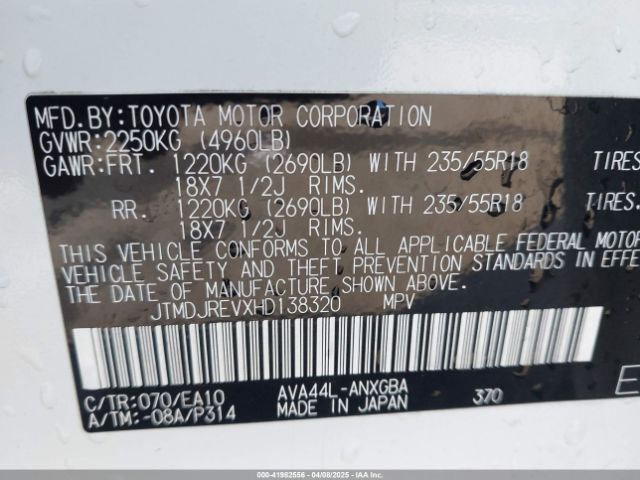 MFD.BY:TOYOTA MOTOR CORPORATION
GVWR:2250KG (4960LB)
GAWR:FRT. 1220KG (2690LB) WITH 235/55R18 TIRES
18X7 1/2J RIMS.
RR. 1220KG (2690LB) WITH 235/55R18 TIRES.
18X7 1/2J RIMS.
THIS VEHICLE CONFORMS TO ALL APPLICABLE FEDERAL MOTOR
VEHICLE SAFETY AND THEFT PREVENTION STANDARDS IN EFFE
THE DATE OF MANUFACTURE SHOWN ABOVE.
JTMDJREVXHD138320 MPV
C/TR:070/EA10 AVA44L-ANXGBA 370 E
A/TM:-08A/P314 MADE IN JAPAN
000-41982556 | 04/08/2025 | IAAI.CA